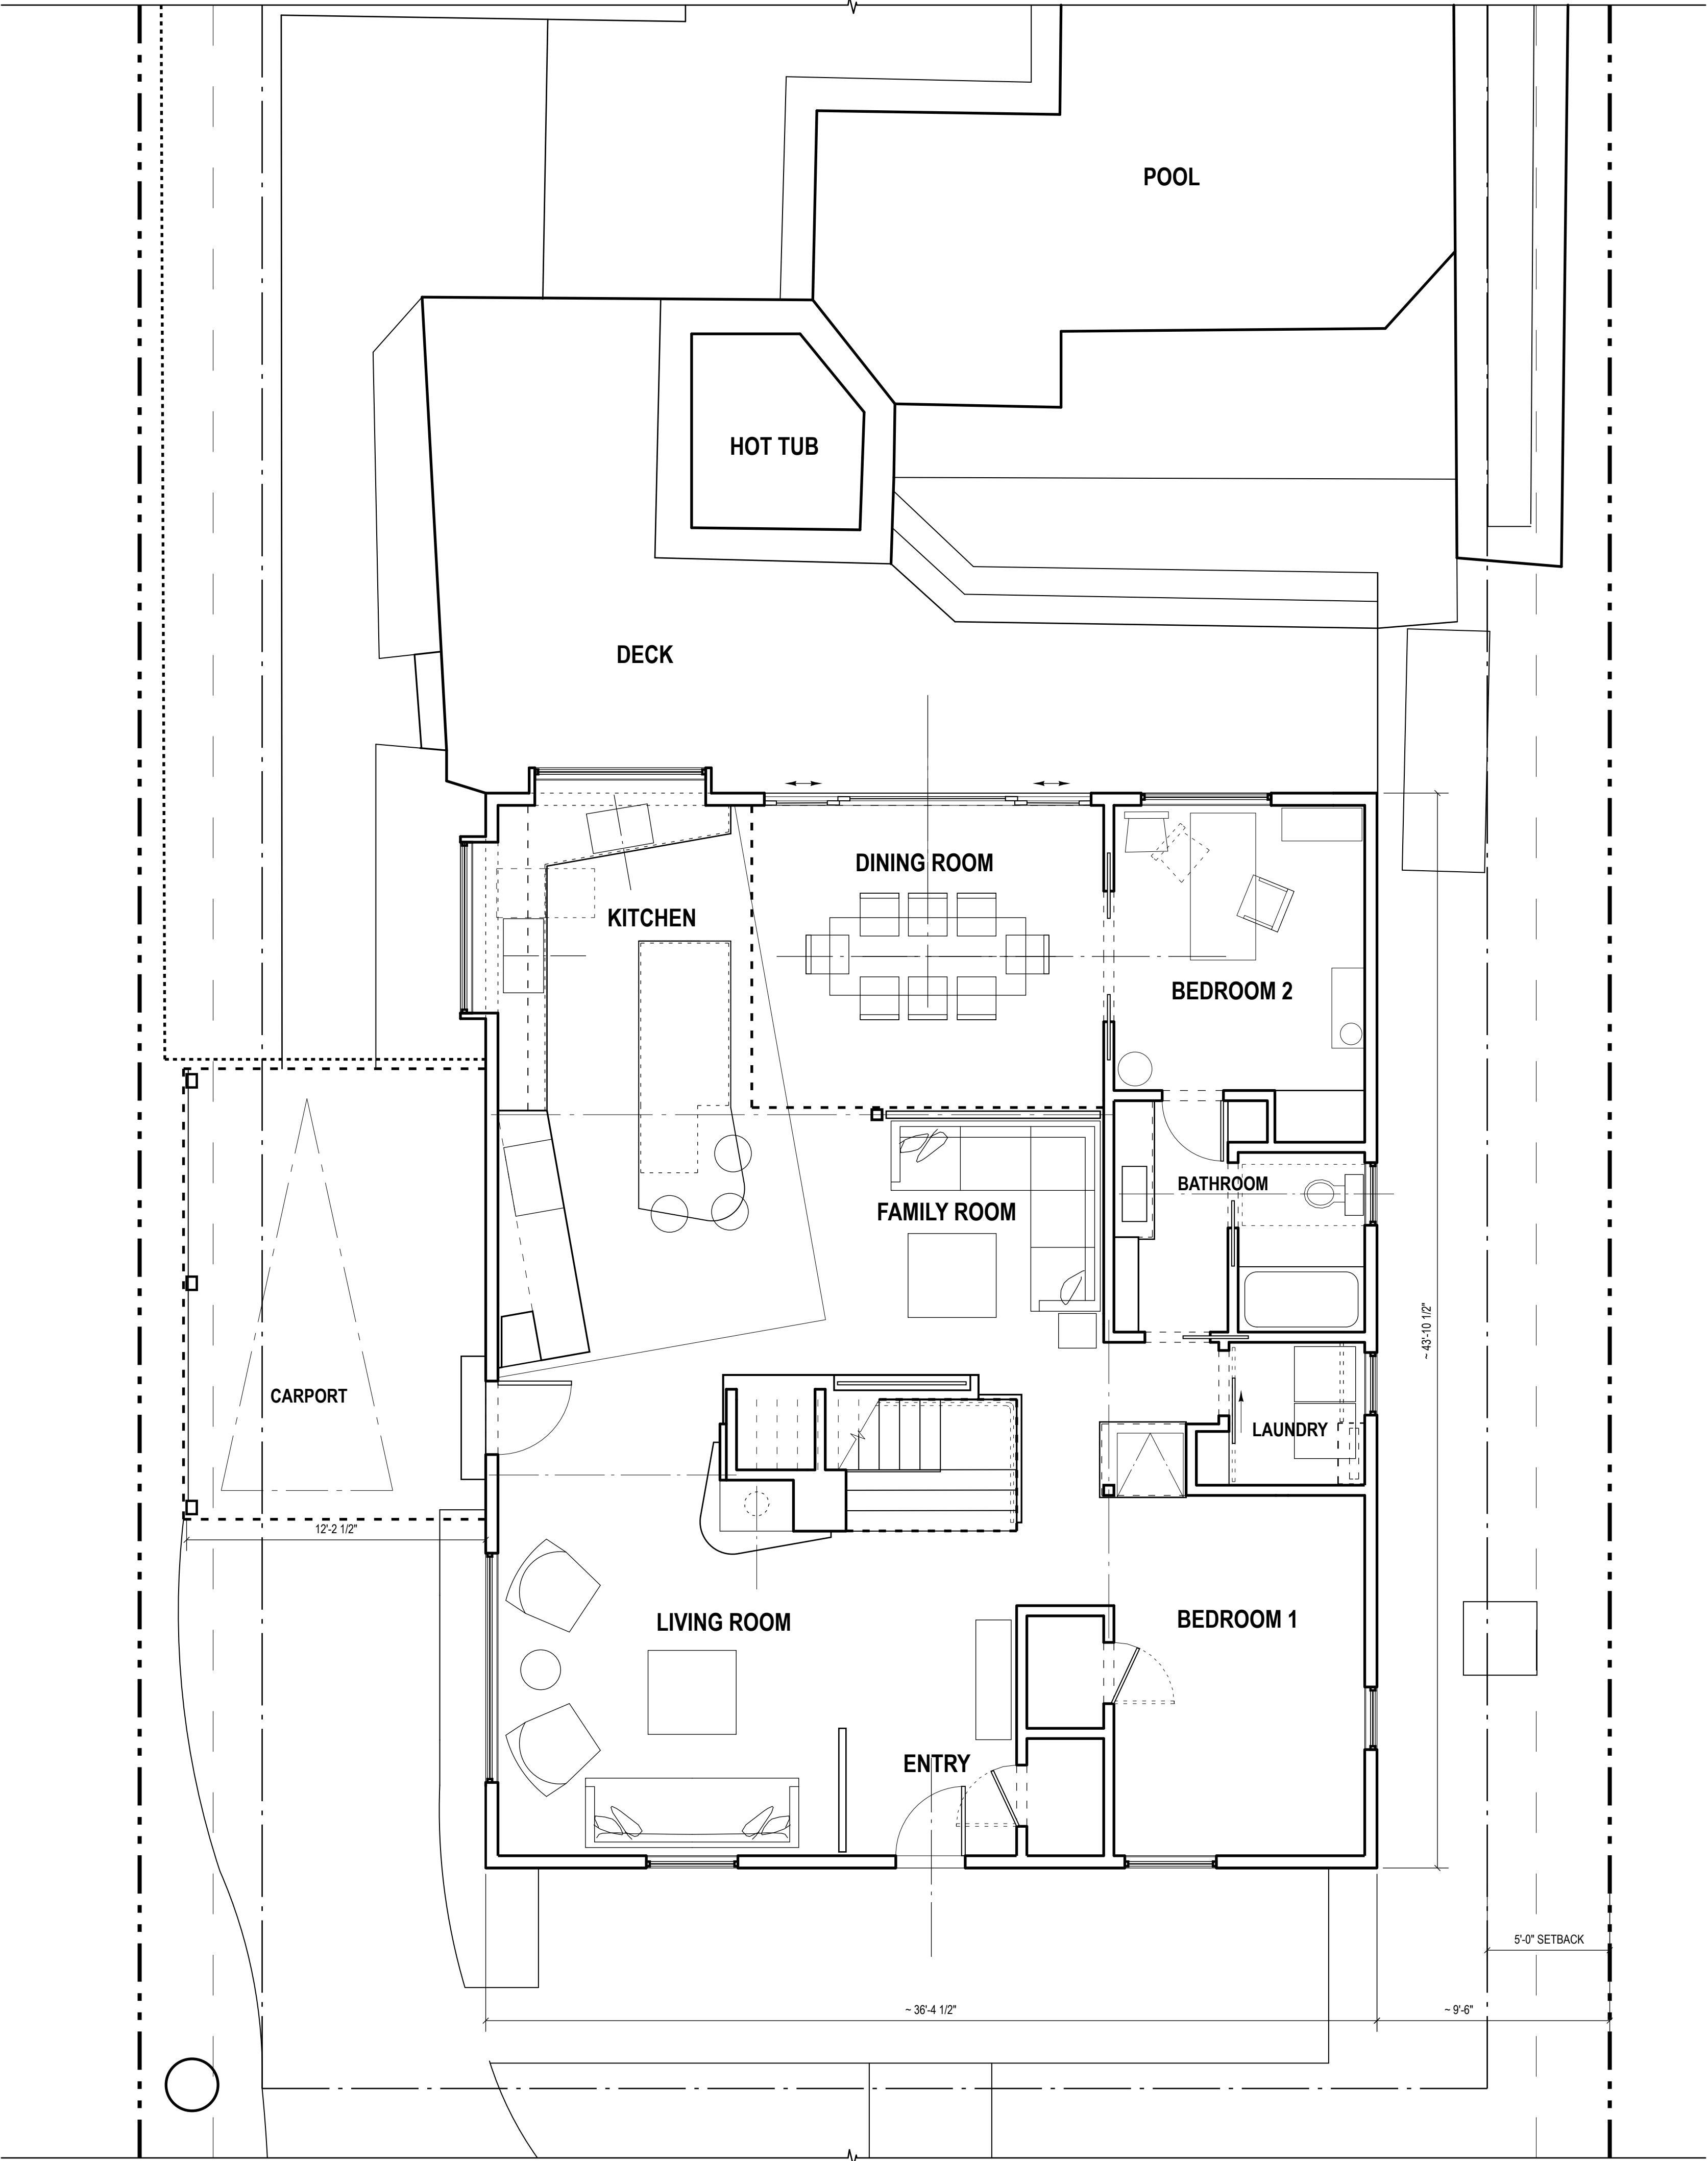 POOL
HOT TUB
DECK
DINING ROOM
KITCHEN
BEDROOM 2
BATHROOM
FAMILY ROOM
~ 43'-10 1/2"
CARPORT
LAUNDRY
12'-2 1/2"
LIVING ROOM
BEDROOM 1
ENTRY
5'-0" SETBACK
~ 36'-4 1/2"
~ 9'-6"